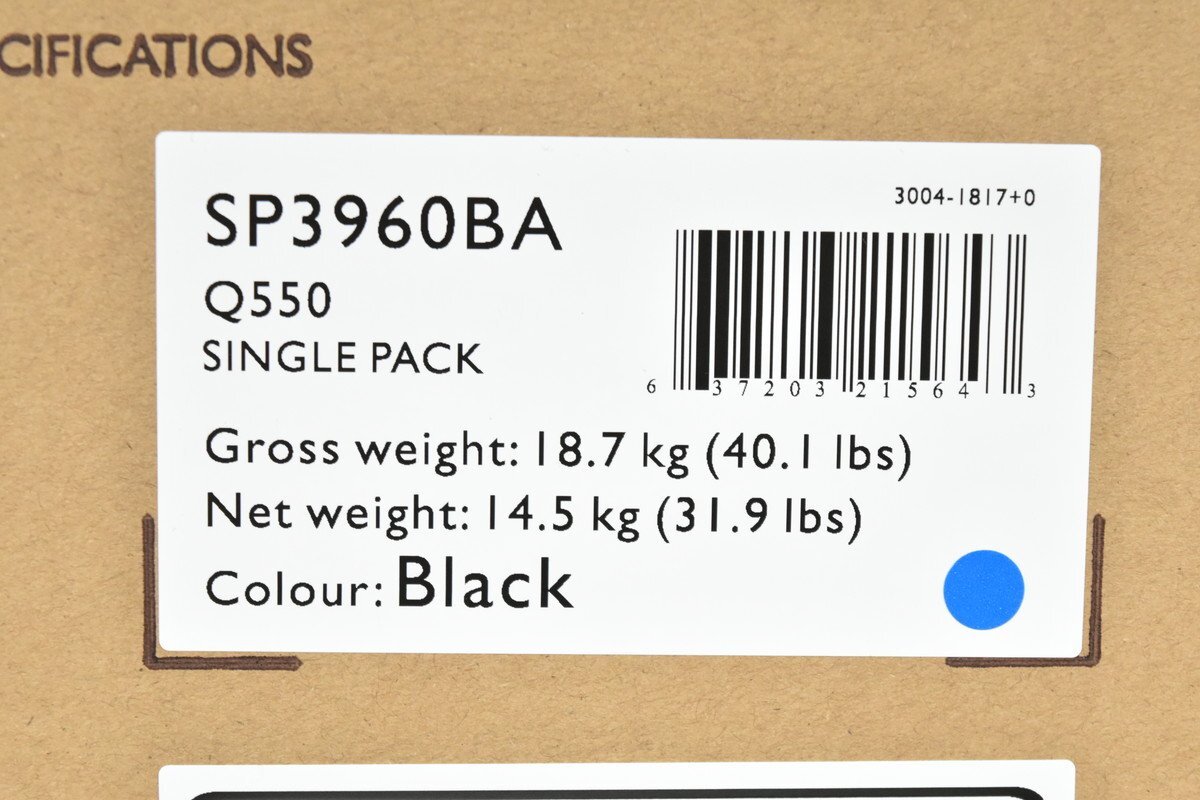 CIFICATIONS
SP3960BA
3004-1817+0
Q550
SINGLE PACK
6 37203 21564 3
Gross weight: 18.7 kg (40.1 lbs)
Net weight: 14.5 kg (31.9 lbs)
Colour: Black